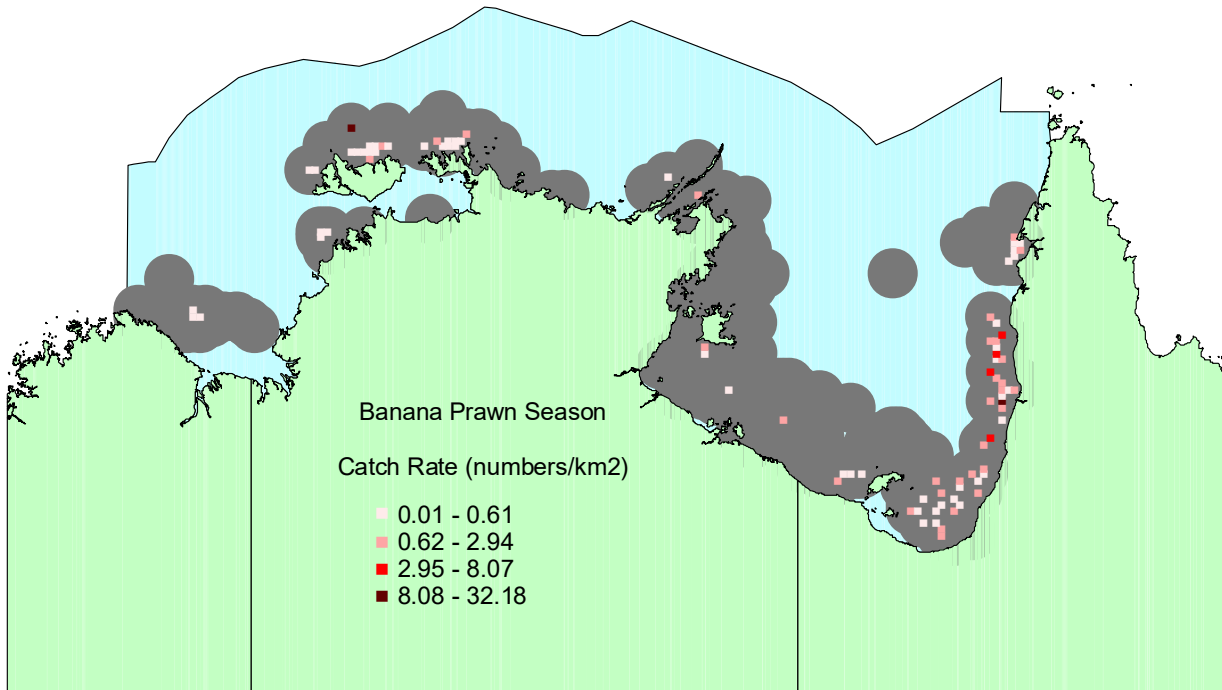 Banana Prawn Season
Catch Rate (numbers/km2)
0.01 - 0.61
0.62 - 2.94
2.95 - 8.07
8.08 - 32.18